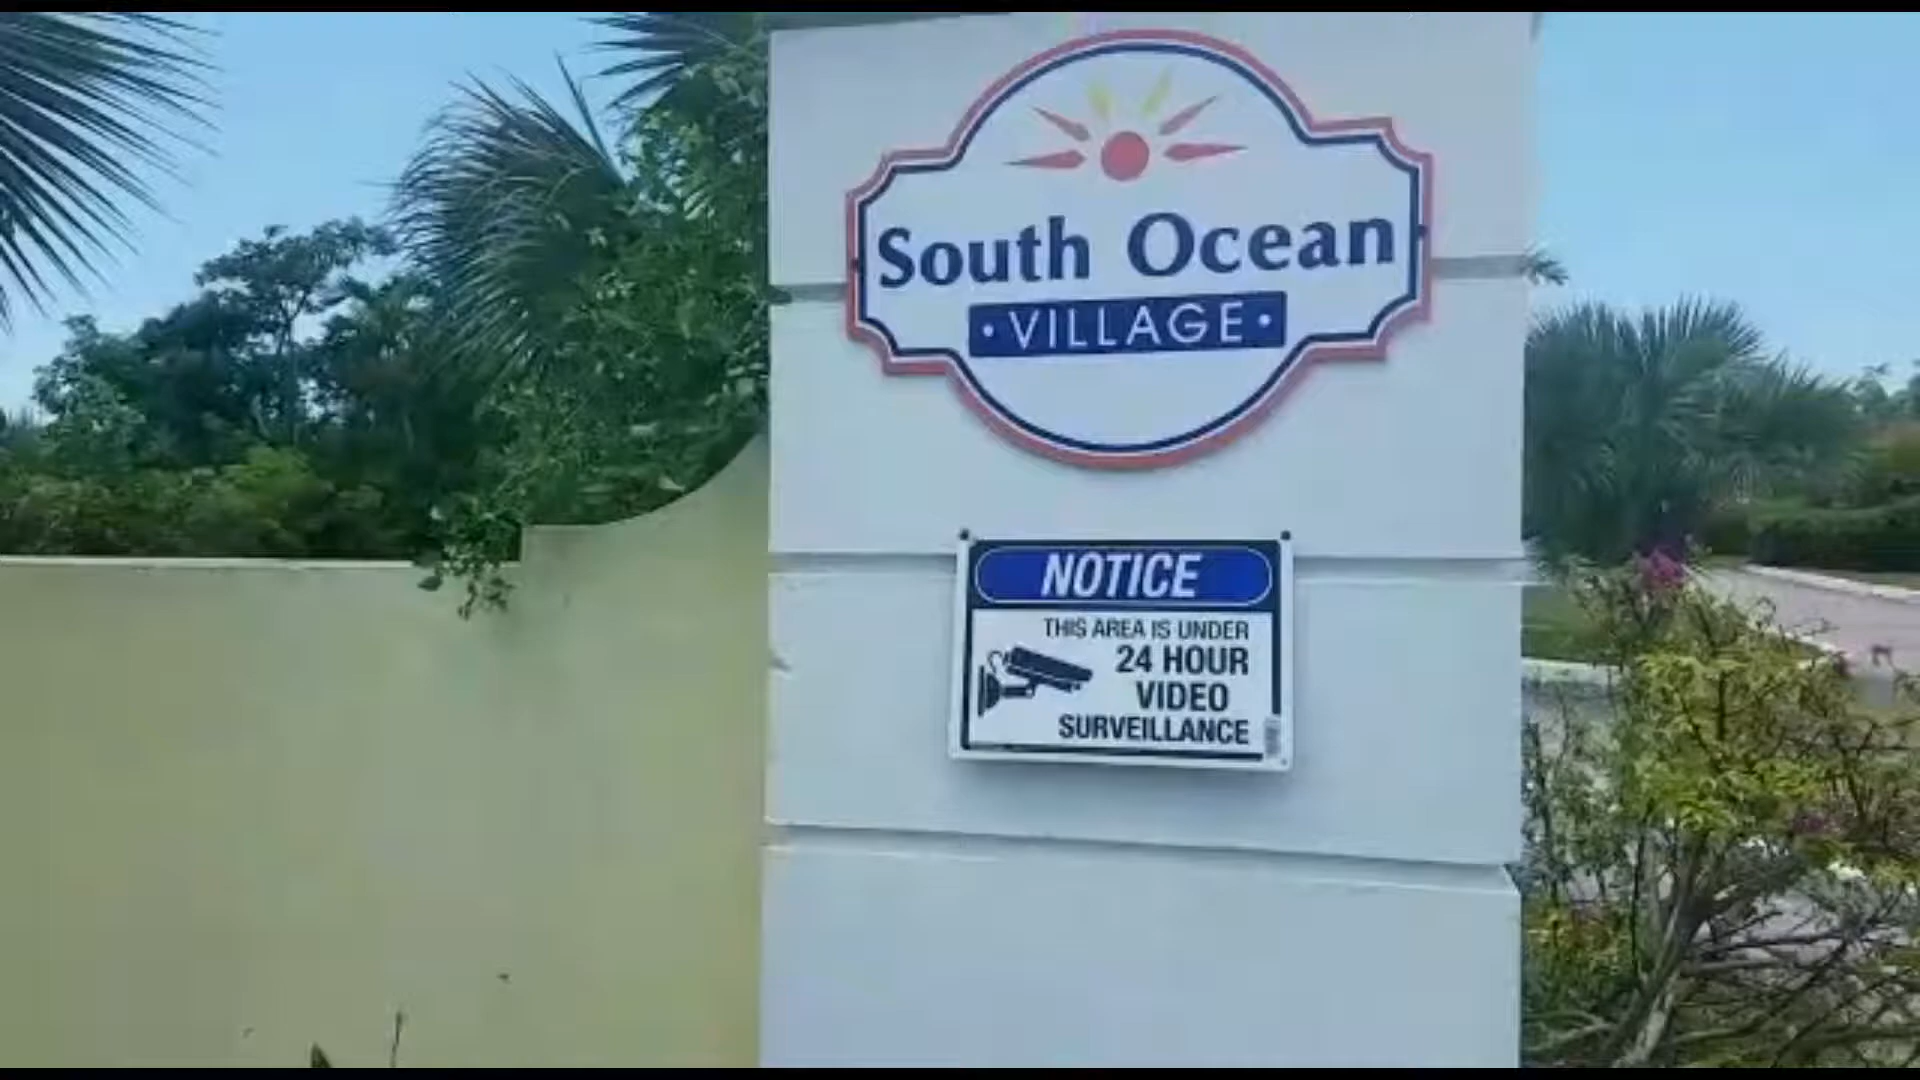 South Ocean
• VILLAGE •
NOTICE
THIS AREA IS UNDER
24 HOUR
VIDEO
SURVEILLANCE